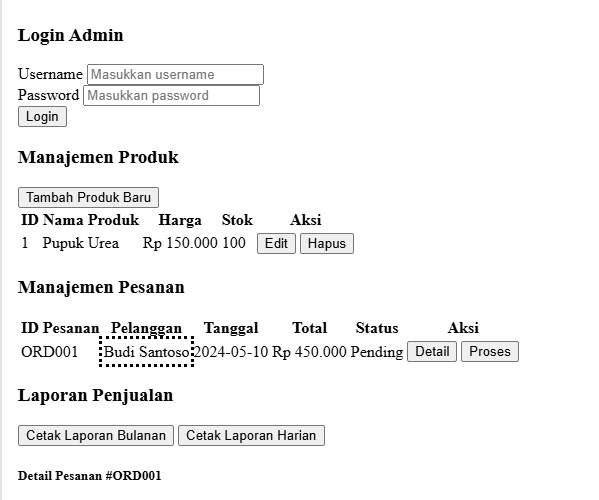 Login Admin
Username Masukkan username
Password Masukkan password
Login
Manajemen Produk
Tambah Produk Baru
ID Nama Produk Harga Stok Aksi
1 Pupuk Urea Rp 150.000 100 Edit Hapus
Manajemen Pesanan
ID Pesanan Pelanggan Tanggal Total Status Aksi
ORD001 Budi Santoso 2024-05-10 Rp 450.000 Pending Detail Proses
Laporan Penjualan
Cetak Laporan Bulanan Cetak Laporan Harian
Detail Pesanan #ORD001